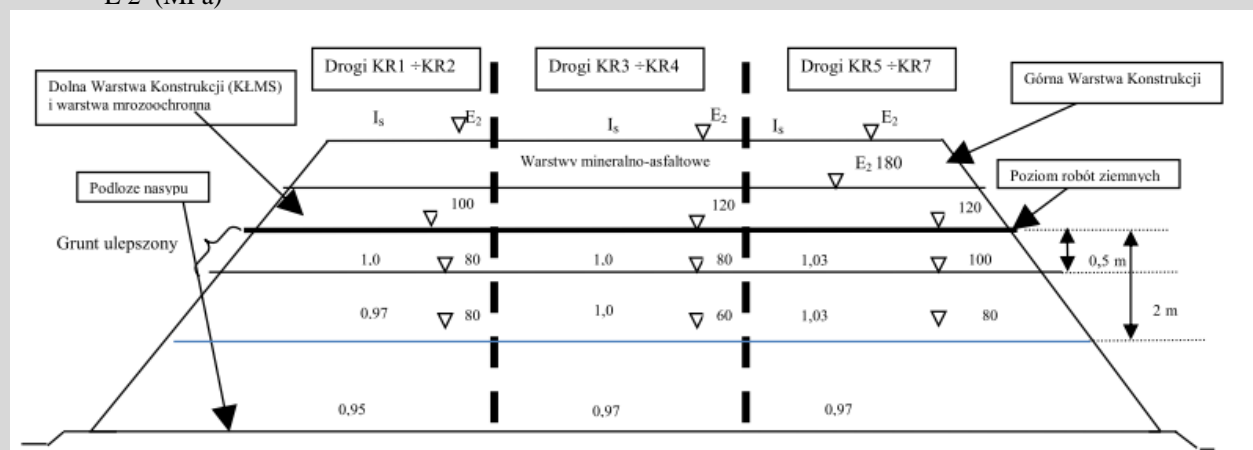 E 2 (MPa)
Drogi KR1 ÷KR2
Drogi KR3 ÷KR4
Drogi KR5 ÷KR7
Dolna Warstwa Konstrukcji (KŁMS)
i warstwa mrozoochronna
Górna Warstwa Konstrukcji
Is E2 Is E2 Is E2
Warstwy mineralno-asfaltowe
E2 180
Podloze nasypu
Poziom robót ziemnych
100 120 120
Grunt ulepszony
1.0 80 1.0 80 1,03 100 0,5 m
0.97 80 1,0 60 1,03 80 2 m
0,95 0,97 0,97